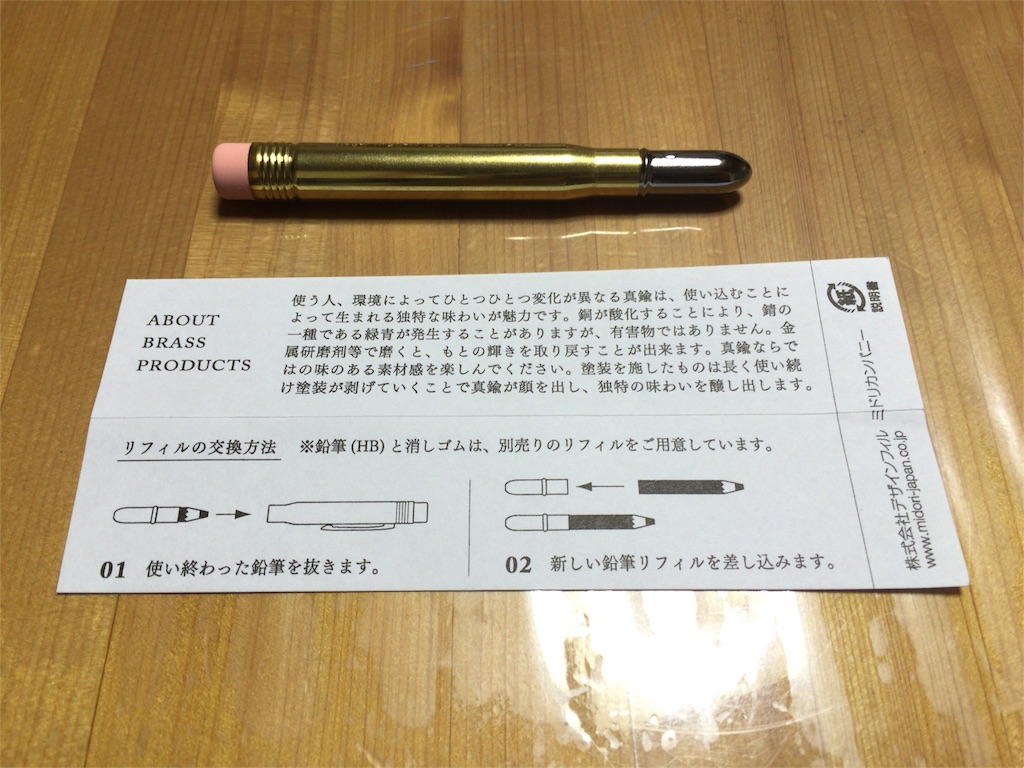 ABOUT
BRASS
PRODUCTS
使う人、環境によってひとつひとつ変化が異なる真鍮は、使い込むことに
よって生まれる独特な味わいが魅力です。銅が酸化することにより、錆の
一種である緑青が発生することがありますが、有害物ではありません。金
属研磨剤等で磨くと、もとの輝きを取り戻すことが出来ます。真鍮ならで
はの味のある素材感を楽しんでください。塗装を施したものは長く使い続
け塗装が剥げていくことで真鍮が顔を出し、独特の味わいを醸し出します。
リフィルの交換方法 ※鉛筆(HB)と消しゴムは、別売りのリフィルをご用意しています。
01 使い終わった鉛筆を抜きます。
02 新しい鉛筆リフィルを差し込みます。
紙
説明書
株式会社デザインフィル ミドリカンパニー
www.midori-japan.co.jp